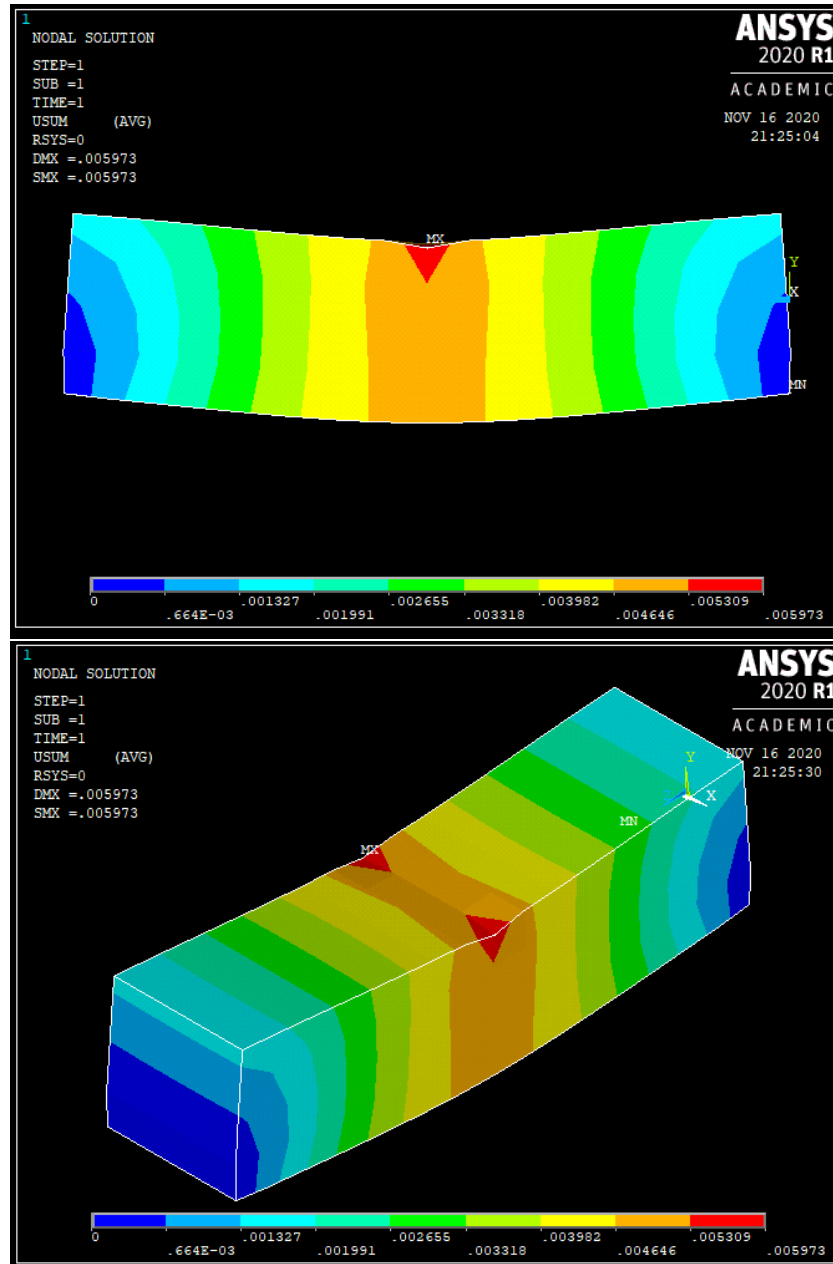 1
NODAL SOLUTION
STEP=1
SUB =1
TIME=1
USUM (AVG)
RSYS=0
DMX =.005973
SMX =.005973
ANSYS
2020 R1
ACADEMIC
NOV 16 2020
21:25:04
MX
Y
X
MN
0 .001327 .002655 .003982 .005309
.664E-03 .001991 .003318 .004646 .005973
1
NODAL SOLUTION
STEP=1
SUB =1
TIME=1
USUM (AVG)
RSYS=0
DMX =.005973
SMX =.005973
ANSYS
2020 R1
ACADEMIC
NOV 16 2020
21:25:30
Y
X
MN
MX
0 .001327 .002655 .003982 .005309
.664E-03 .001991 .003318 .004646 .005973